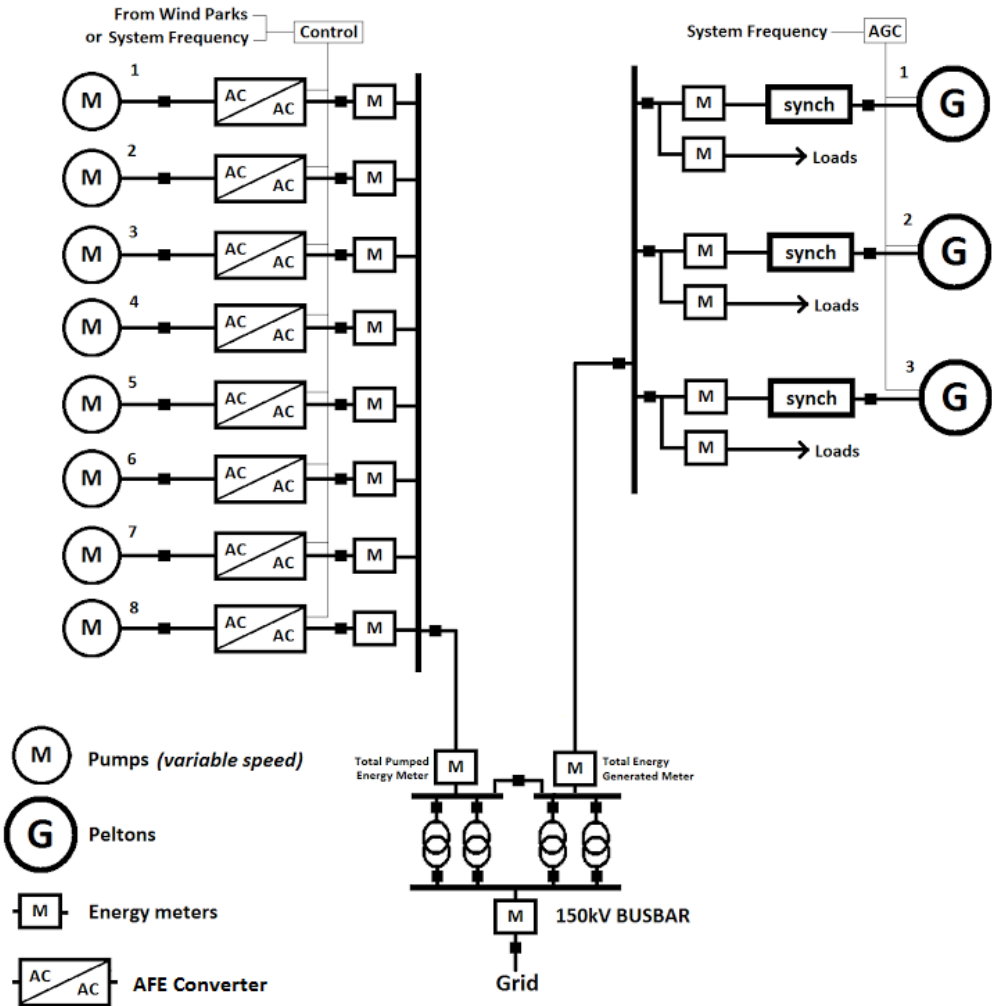 From Wind Parks
or System Frequency
Control
1
M
AC
AC
M
2
M
AC
AC
M
3
M
AC
AC
M
4
M
AC
AC
M
5
M
AC
AC
M
6
M
AC
AC
M
7
M
AC
AC
M
8
M
AC
AC
M
System Frequency
AGC
1
M
synch
G
M
Loads
2
M
synch
G
M
Loads
3
M
synch
G
M
Loads
Total Pumped
Energy Meter
M
M
Total Energy
Generated Meter
M
150kV BUSBAR
Grid
M
Pumps (variable speed)
G
Peltons
M
Energy meters
AC
AC
AFE Converter